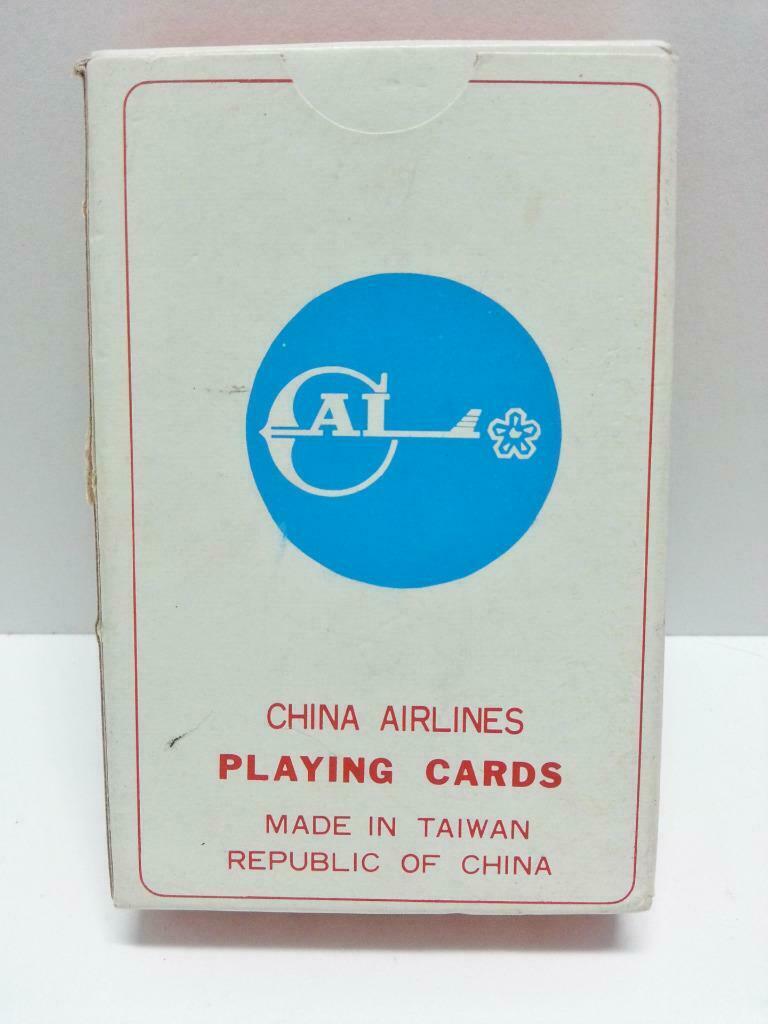 CAL
CHINA AIRLINES
PLAYING CARDS
MADE IN TAIWAN
REPUBLIC OF CHINA